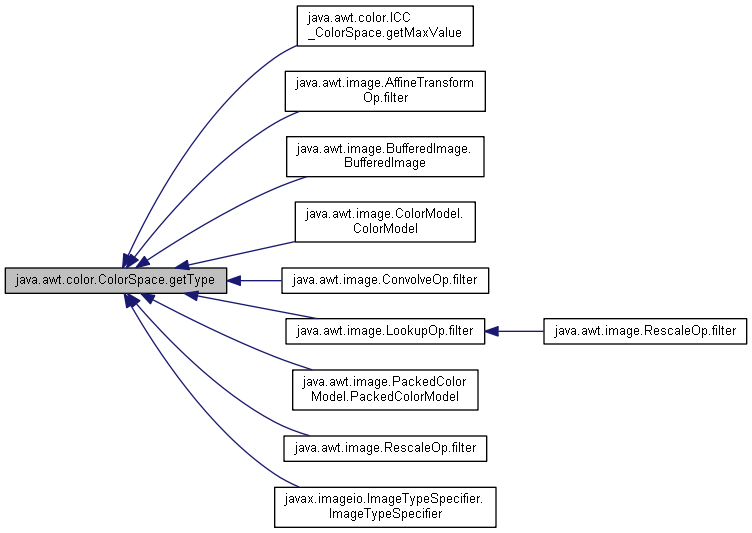 java.awt.color.ICC
_ColorSpace.getMaxValue
java.awt.image.AffineTransform
Op.filter
java.awt.image.BufferedImage.
BufferedImage
java.awt.image.ColorModel.
ColorModel
java.awt.color.ColorSpace.getType
java.awt.image.ConvolveOp.filter
java.awt.image.LookupOp.filter
java.awt.image.RescaleOp.filter
java.awt.image.PackedColor
Model.PackedColorModel
java.awt.image.RescaleOp.filter
javax.imageio.ImageTypeSpecifier.
ImageTypeSpecifier